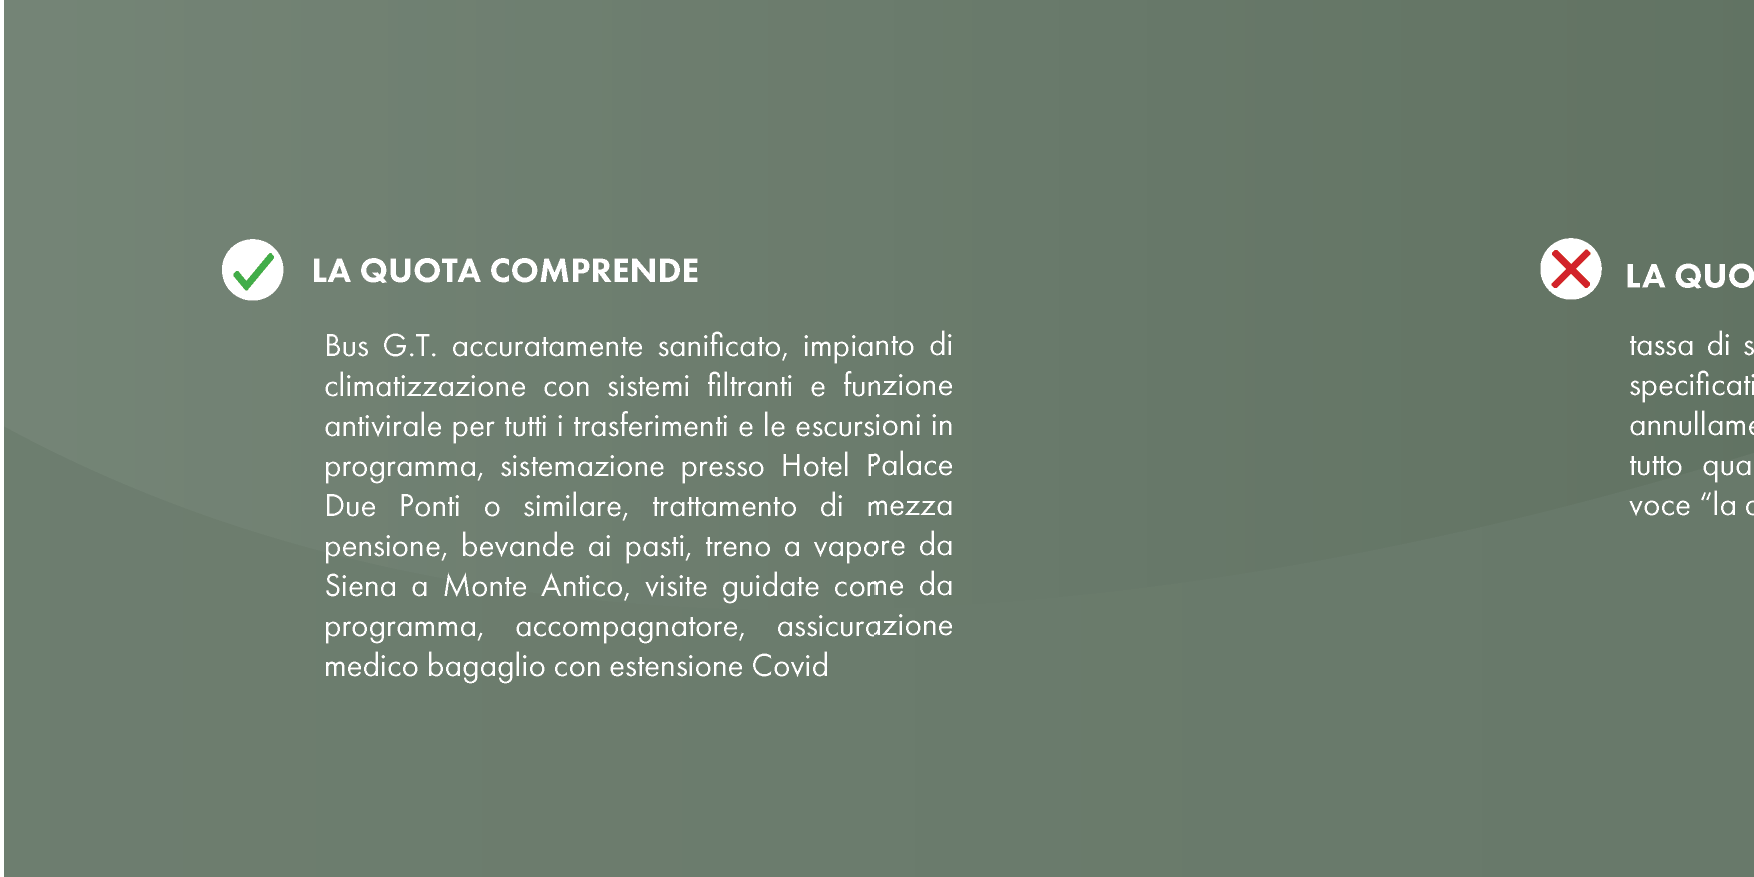 LA QUOTA COMPRENDE
Bus G.T. accuratamente sanificato, impianto di
climatizzazione con sistemi filtranti e funzione
antivirale per tutti i trasferimenti e le escursioni in
programma, sistemazione presso Hotel Palace
Due Ponti o similare, trattamento di mezza
pensione, bevande ai pasti, treno a vapore da
Siena a Monte Antico, visite guidate come da
programma, accompagnatore, assicurazione
medico bagaglio con estensione Covid
LA
tassa di
tutto
voce “la